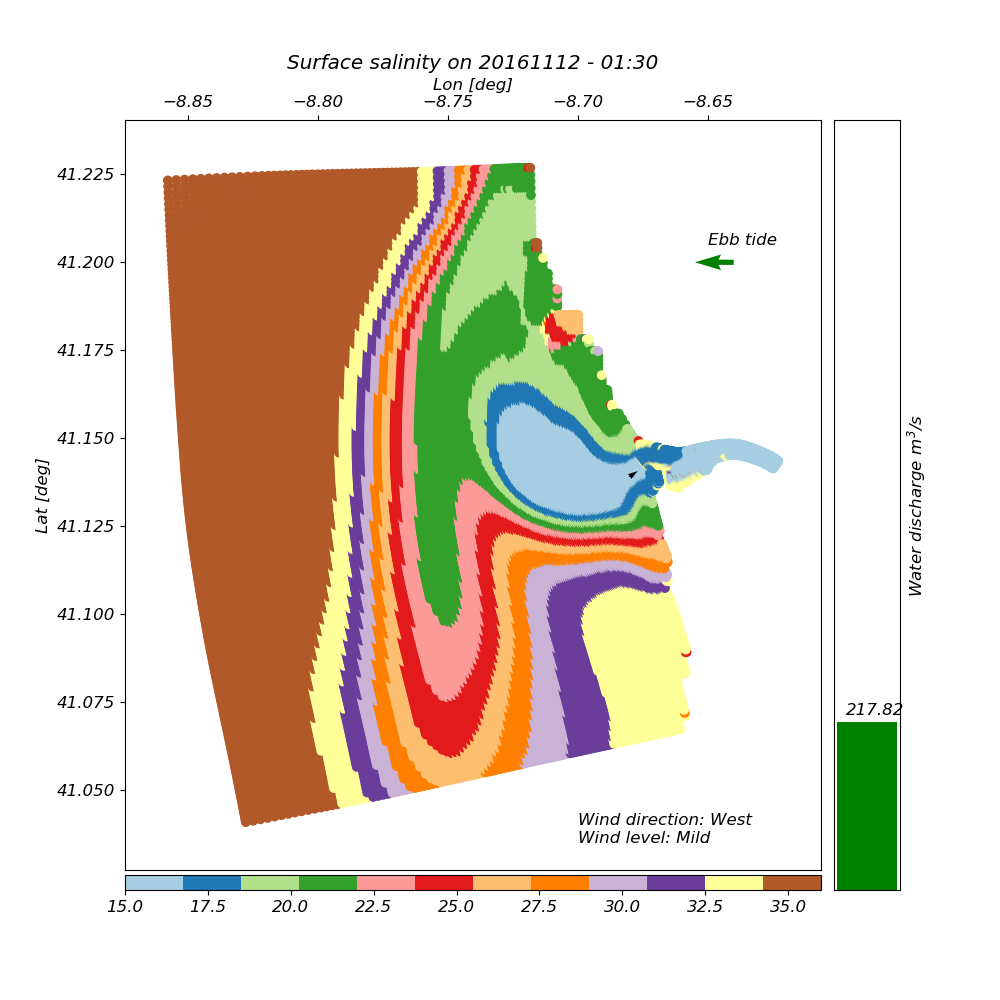 Surface salinity on 20161112 - 01:30
Lon [deg]
−8.85 −8.80 −8.75 −8.70 −8.65
41.225
41.200
41.175
41.150
41.125
41.100
41.075
41.050
Lat [deg]
Ebb tide
Wind direction: West
Wind level: Mild
15.0 17.5 20.0 22.5 25.0 27.5 30.0 32.5 35.0
217.82
Water discharge m³/s